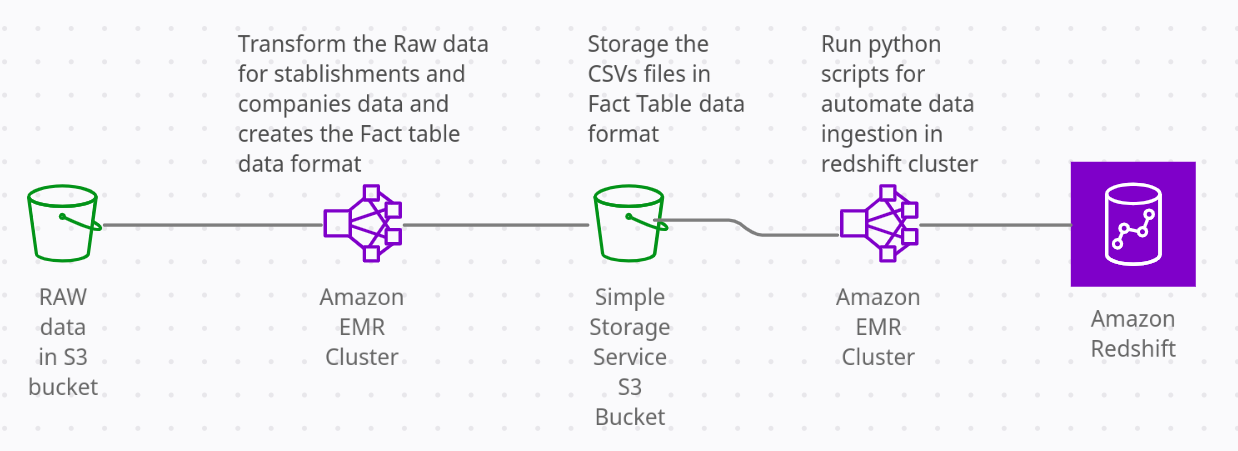 Transform the Raw data
for stablishments and
companies data and
creates the Fact table
data format
Storage the
CSVs files in
Fact Table data
format
Run python
scripts for
automate data
ingestion in
redshift cluster
RAW
data
in S3
bucket
Amazon
EMR
Cluster
Simple
Storage
Service
S3
Bucket
Amazon
EMR
Cluster
Amazon
Redshift